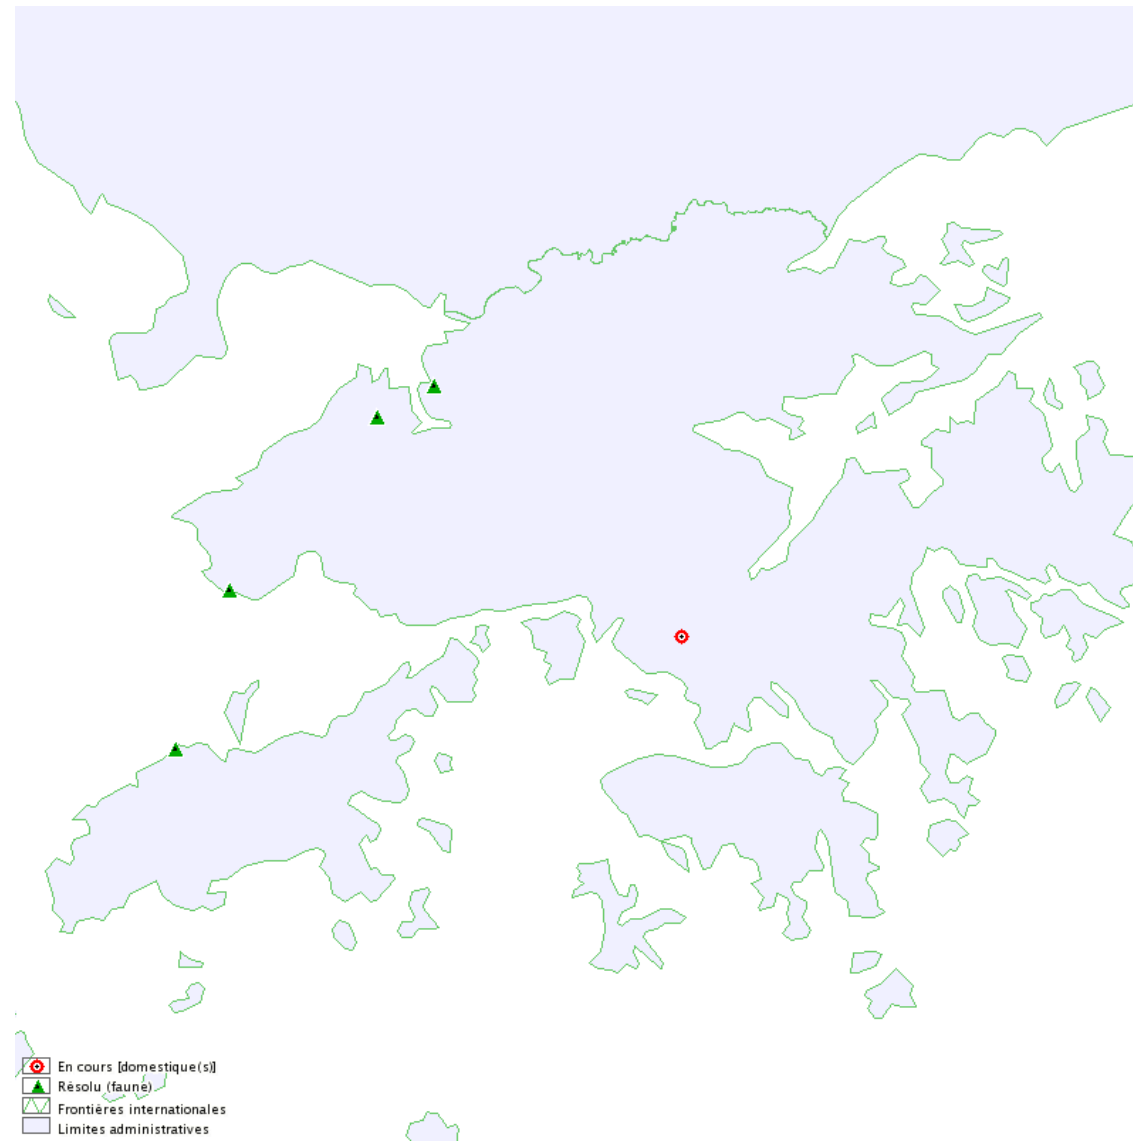 En cours [domestique(s)]
Résolu (faune)
Frontières internationales
Limites administratives